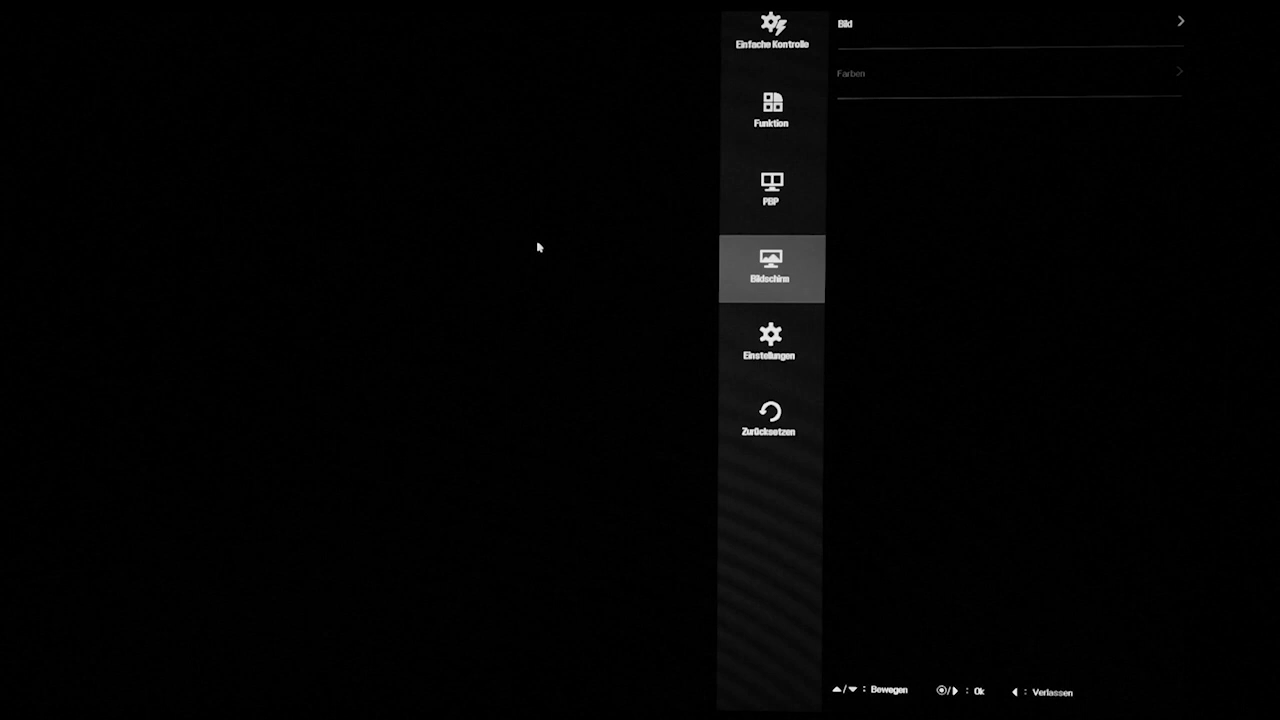 Einfache Kontrolle
Funktion
PBP
Bildschirm
Einstellungen
Zurücksetzen
Bild
Farben
/ : Bewegen / : Ok : Verlassen